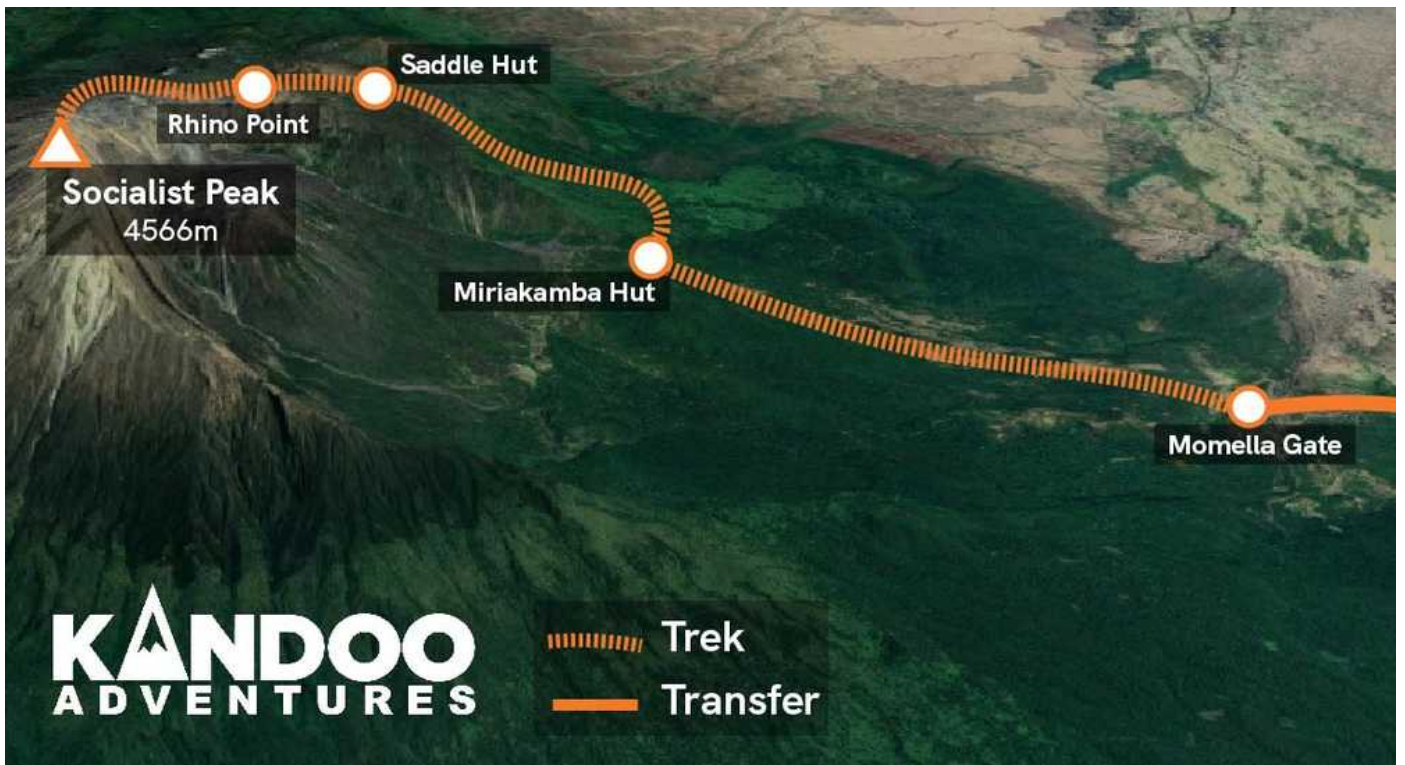 Saddle Hut
Rhino Point
Socialist Peak
4566m
Miriakamba Hut
Momella Gate
KANDOO
ADVENTURES
Trek
Transfer